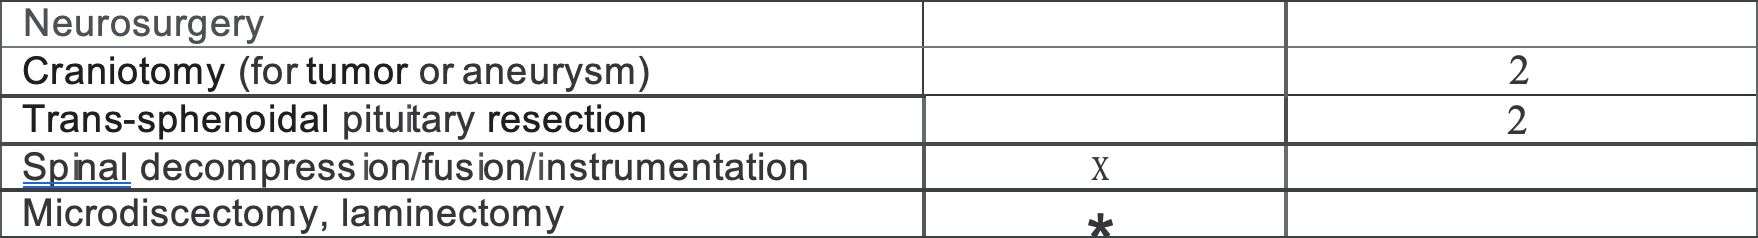 Neurosurgery
Craniotomy (for tumor or aneurysm) 2
Trans-sphenoidal pituitary resection 2
Spinal decompression/fusion/instrumentation X
Microdiscectomy, laminectomy *